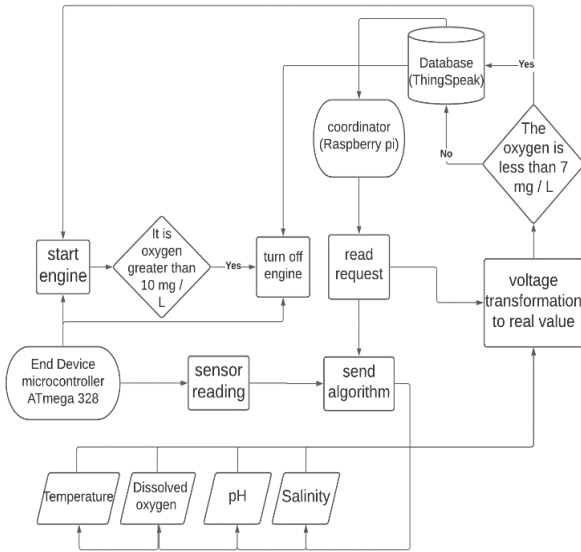 Database
(ThingSpeak)
Yes
The
oxygen is
less than 7
mg / L
No
coordinator
(Raspberry pi)
It is
oxygen
greater than
10 mg /
L
start
engine
Yes
turn off
engine
read
request
voltage
transformation
to real value
End Device
microcontroller
ATmega 328
sensor
reading
send
algorithm
Temperature
Dissolved
oxygen
pH
Salinity